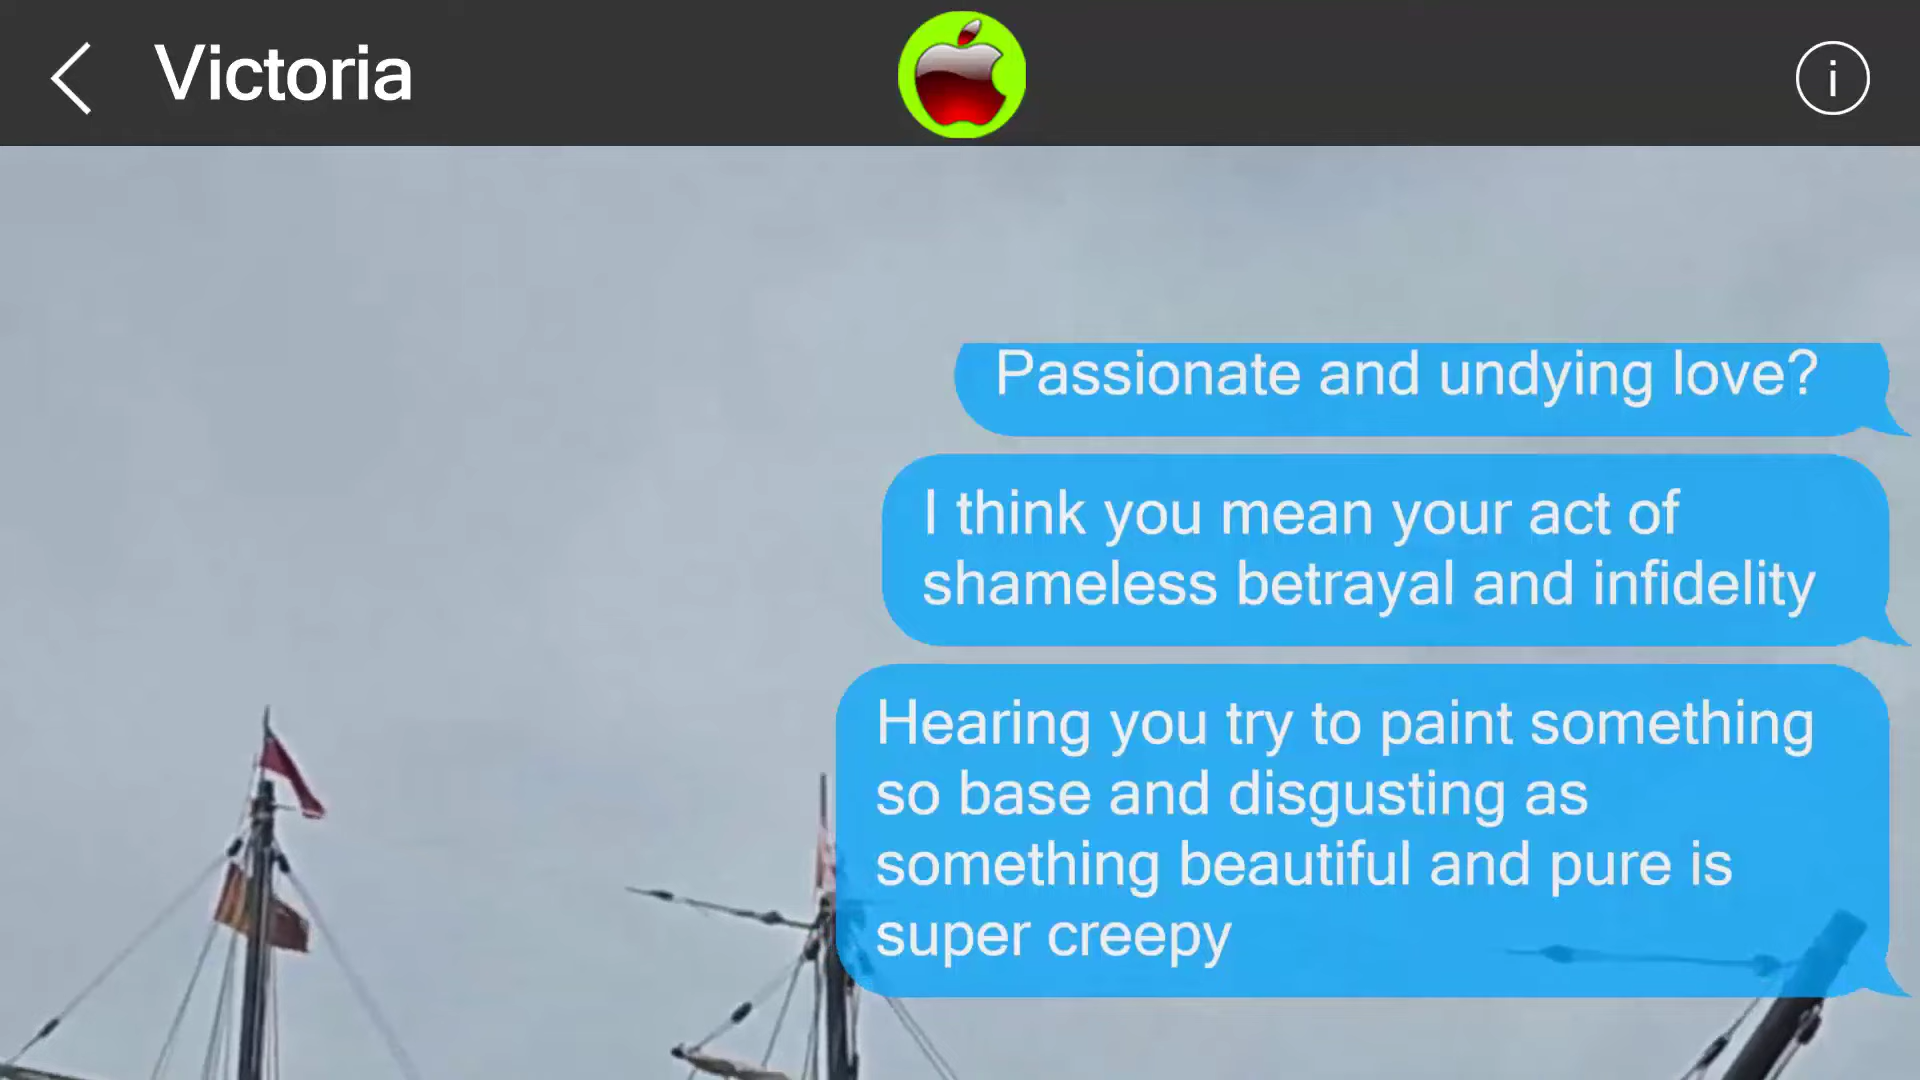 Victoria
i
Passionate and undying love?
I think you mean your act of
shameless betrayal and infidelity
Hearing you try to paint something
so base and disgusting as
something beautiful and pure is
super creepy